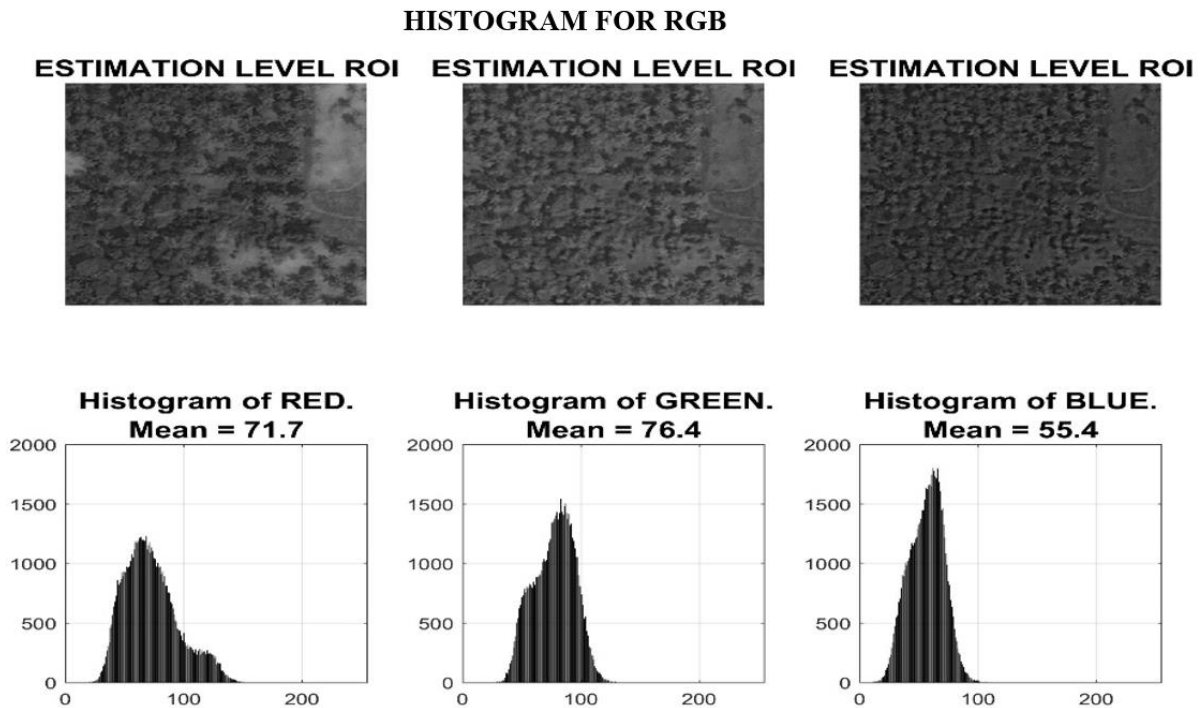 HISTOGRAM FOR RGB
ESTIMATION LEVEL ROI
ESTIMATION LEVEL ROI
ESTIMATION LEVEL ROI
Histogram of RED.
Mean = 71.7
2000
1500
1000
500
0
0 100 200
Histogram of GREEN.
Mean = 76.4
2000
1500
1000
500
0
0 100 200
Histogram of BLUE.
Mean = 55.4
2000
1500
1000
500
0
0 100 200